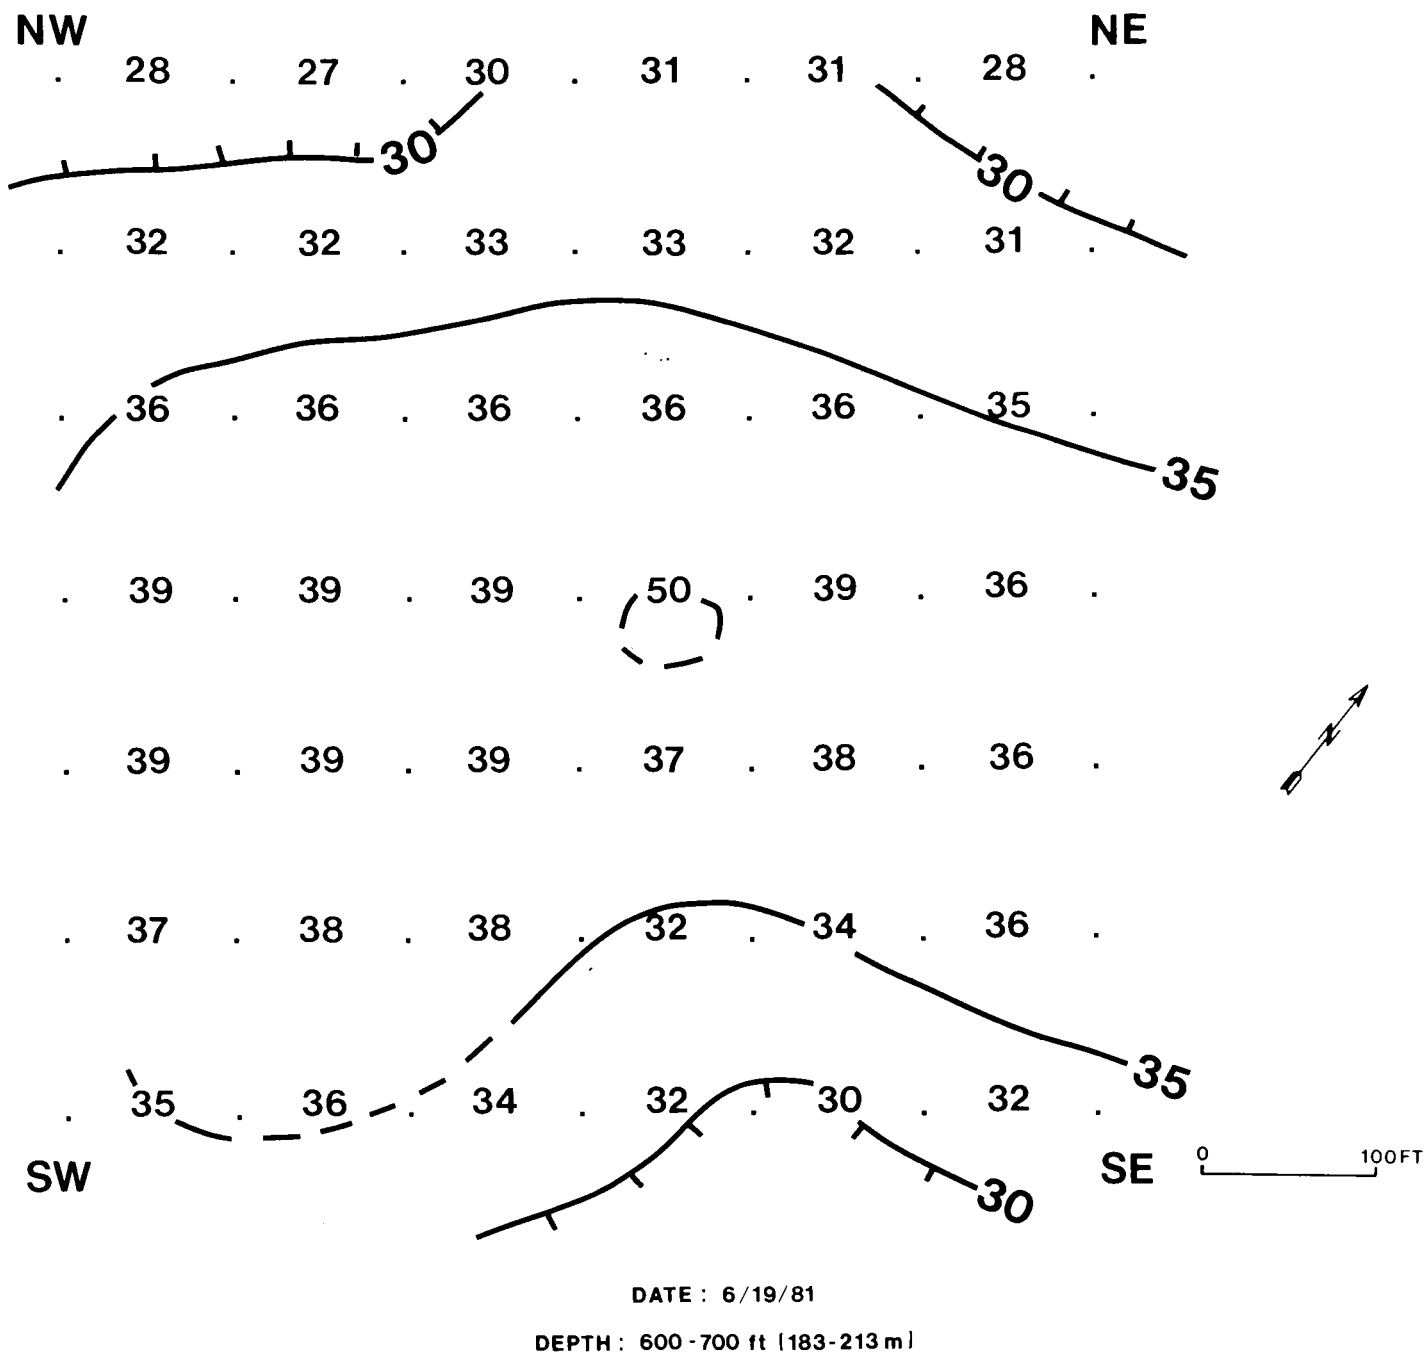 NW NE
28 27 30 31 31 28
30
30
32 32 33 33 32 31
36 36 36 36 36 35
35
39 39 39 50 39 36
N
39 39 39 37 38 36
37 38 38 32 34 36
35
35 36 34 32 30 32
SW SE 0 100FT
30
DATE : 6/19/81
DEPTH : 600-700 ft (183-213 m)